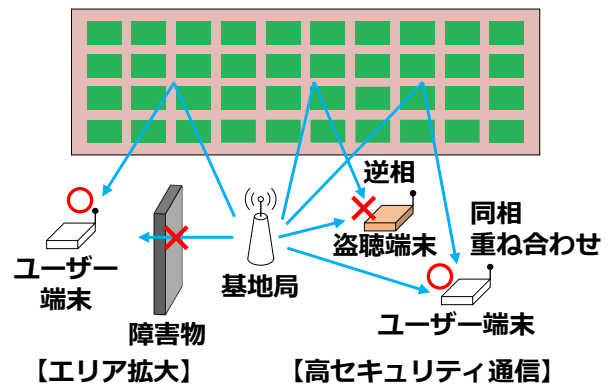 逆相
同相
重ね合わせ
盗聴端末
ユーザー
端末
基地局
障害物
ユーザー端末
【エリア拡大】
【高セキュリティ通信】